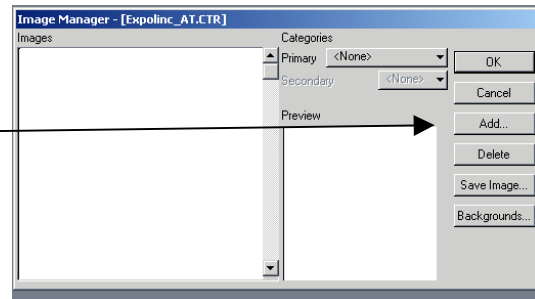 Image Manager - [Expolinc_AT.CTR]
Images
Categories
Primary <None>
Secondary <None>
Preview
OK
Cancel
Add...
Delete
Save Image...
Backgrounds...